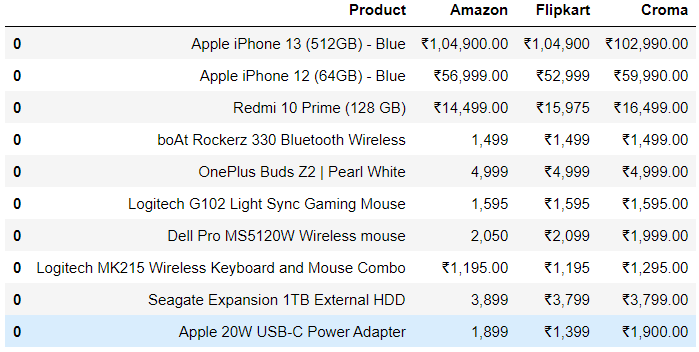 Product Amazon Flipkart Croma
0 Apple iPhone 13 (512GB) - Blue ₹1,04,900.00 ₹1,04,900 ₹102,990.00
0 Apple iPhone 12 (64GB) - Blue ₹56,999.00 ₹52,999 ₹59,990.00
0 Redmi 10 Prime (128 GB) ₹14,499.00 ₹15,975 ₹16,499.00
0 boAt Rockerz 330 Bluetooth Wireless 1,499 ₹1,499 ₹1,499.00
0 OnePlus Buds Z2 | Pearl White 4,999 ₹4,999 ₹4,999.00
0 Logitech G102 Light Sync Gaming Mouse 1,595 ₹1,595 ₹1,595.00
0 Dell Pro MS5120W Wireless mouse 2,050 ₹2,099 ₹1,999.00
0 Logitech MK215 Wireless Keyboard and Mouse Combo ₹1,195.00 ₹1,195 ₹1,295.00
0 Seagate Expansion 1TB External HDD 3,899 ₹3,799 ₹3,799.00
0 Apple 20W USB-C Power Adapter 1,899 ₹1,399 ₹1,900.00